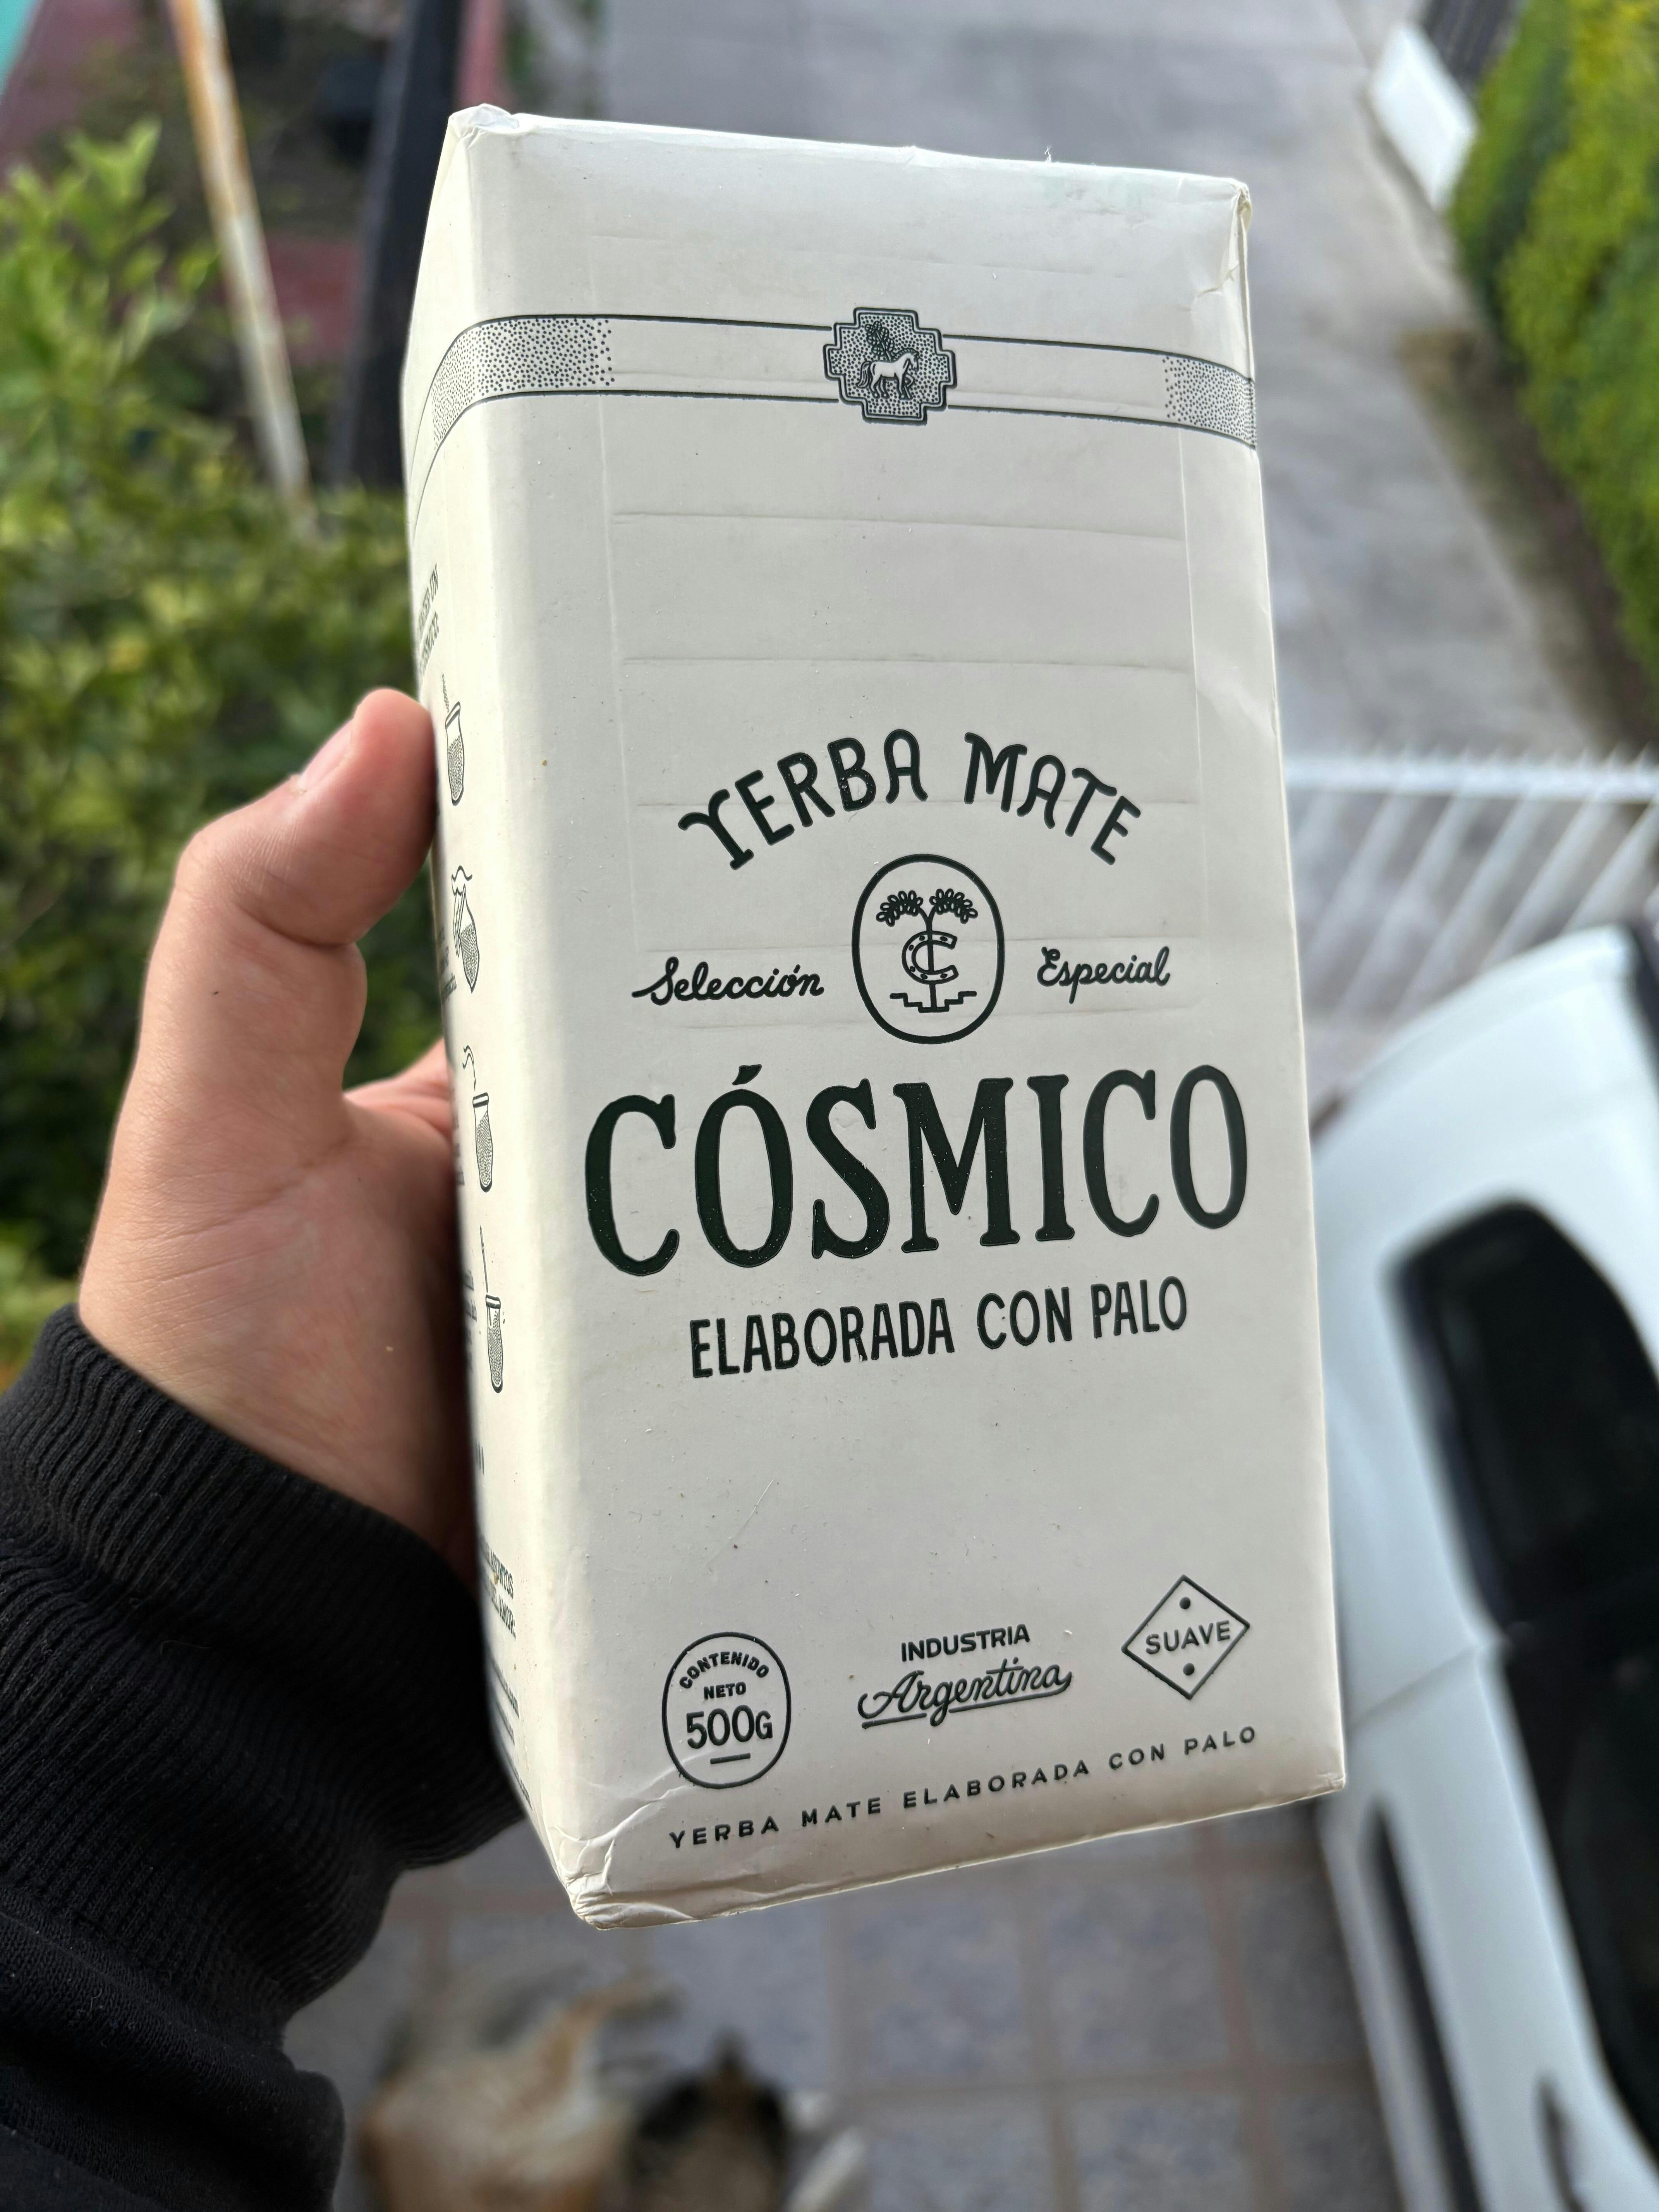 YERBA MATE
Selección Especial
CÓSMICO
ELABORADA CON PALO
CONTENIDO
NETO
500G
INDUSTRIA
Argentina
SUAVE
YERBA MATE ELABORADA CON PALO